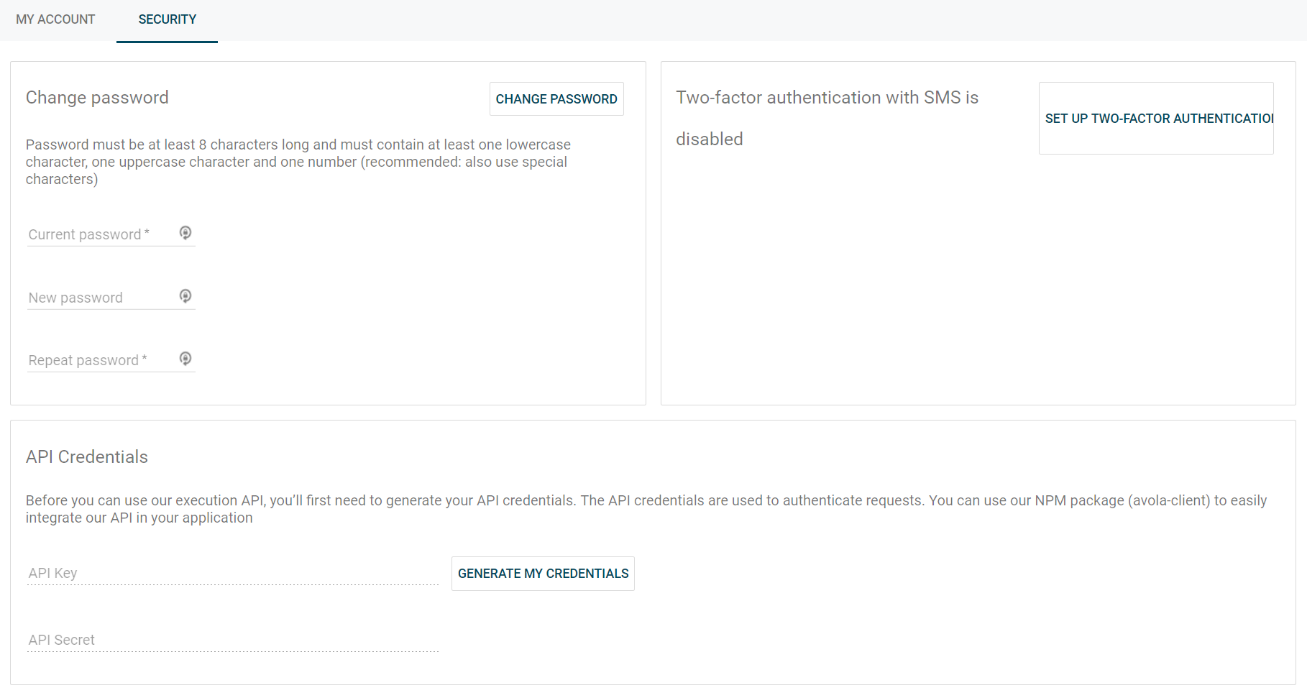 MY ACCOUNT
SECURITY
Change password
CHANGE PASSWORD
Password must be at least 8 characters long and must contain at least one lowercase
character, one uppercase character and one number (recommended: also use special
characters)
Current password *
New password
Repeat password *
Two-factor authentication with SMS is
disabled
SET UP TWO-FACTOR AUTHENTICATIO
API Credentials
Before you can use our execution API, you'll first need to generate your API credentials. The API credentials are used to authenticate requests. You can use our NPM package (avola-client) to easily
integrate our API in your application
API Key
GENERATE MY CREDENTIALS
API Secret